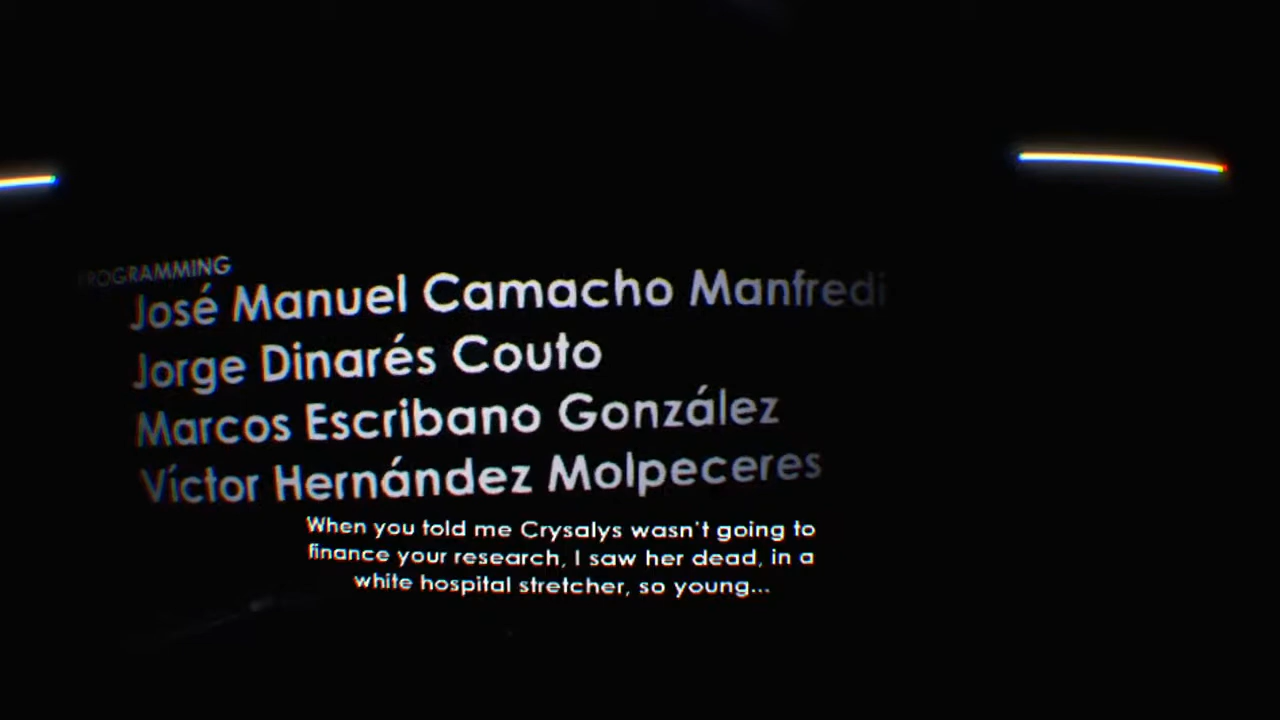 PROGRAMMING
José Manuel Camacho Manfredi
Jorge Dinarés Couto
Marcos Escribano González
Víctor Hernández Molpeceres
When you told me Crysalys wasn't going to
finance your research, I saw her dead, in a
white hospital stretcher, so young...